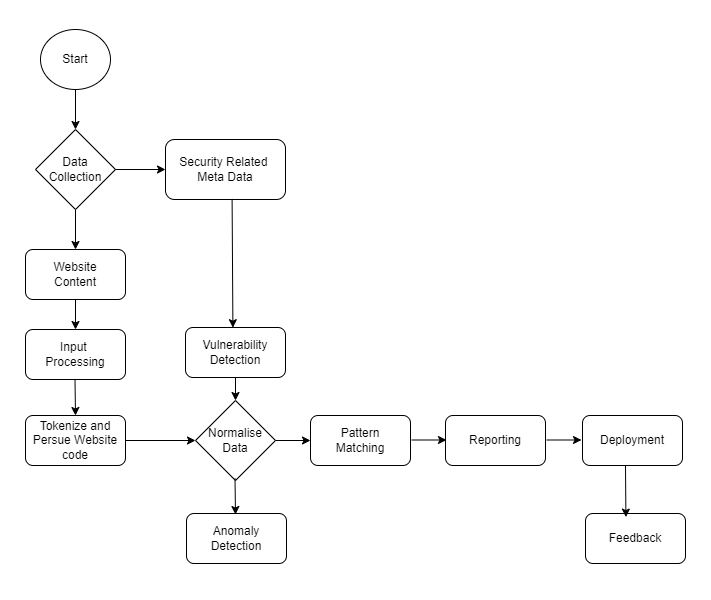 Start
Data
Collection
Security Related
Meta Data
Website
Content
Input
Processing
Vulnerability
Detection
Tokenize and
Persue Website
code
Normalise
Data
Pattern
Matching
Reporting
Deployment
Anomaly
Detection
Feedback